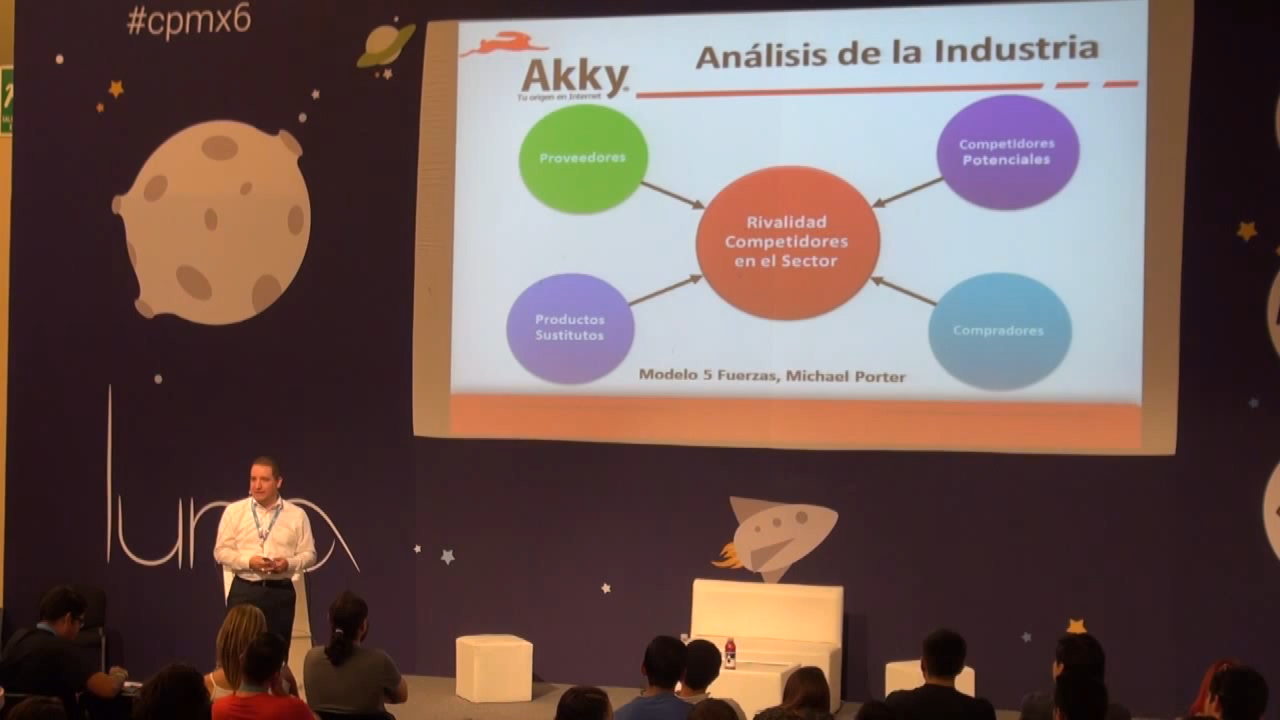 #cpmx6
Akky
Tu origen en Internet
Análisis de la Industria
Proveedores
Competidores
Potenciales
Rivalidad
Competidores
en el Sector
Productos
Sustitutos
Compradores
Modelo 5 Fuerzas, Michael Porter